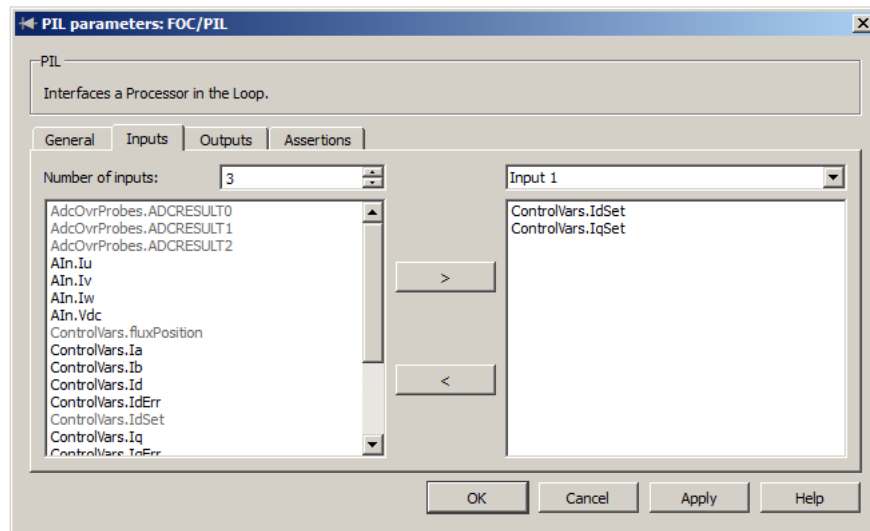 PIL parameters: FOC/PIL
PIL
Interfaces a Processor in the Loop.
General Inputs Outputs Assertions
Number of inputs: 3
Input 1
AdcOvrProbes.ADCRESULT0
AdcOvrProbes.ADCRESULT1
AdcOvrProbes.ADCRESULT2
AIn.Iu
AIn.Iv
AIn.Iw
AIn.Vdc
ControlVars.fluxPosition
ControlVars.Ia
ControlVars.Ib
ControlVars.Id
ControlVars.IdErr
ControlVars.IdSet
ControlVars.Iq
ControlVars.IqErr
>
<
ControlVars.IdSet
ControlVars.IqSet
OK Cancel Apply Help